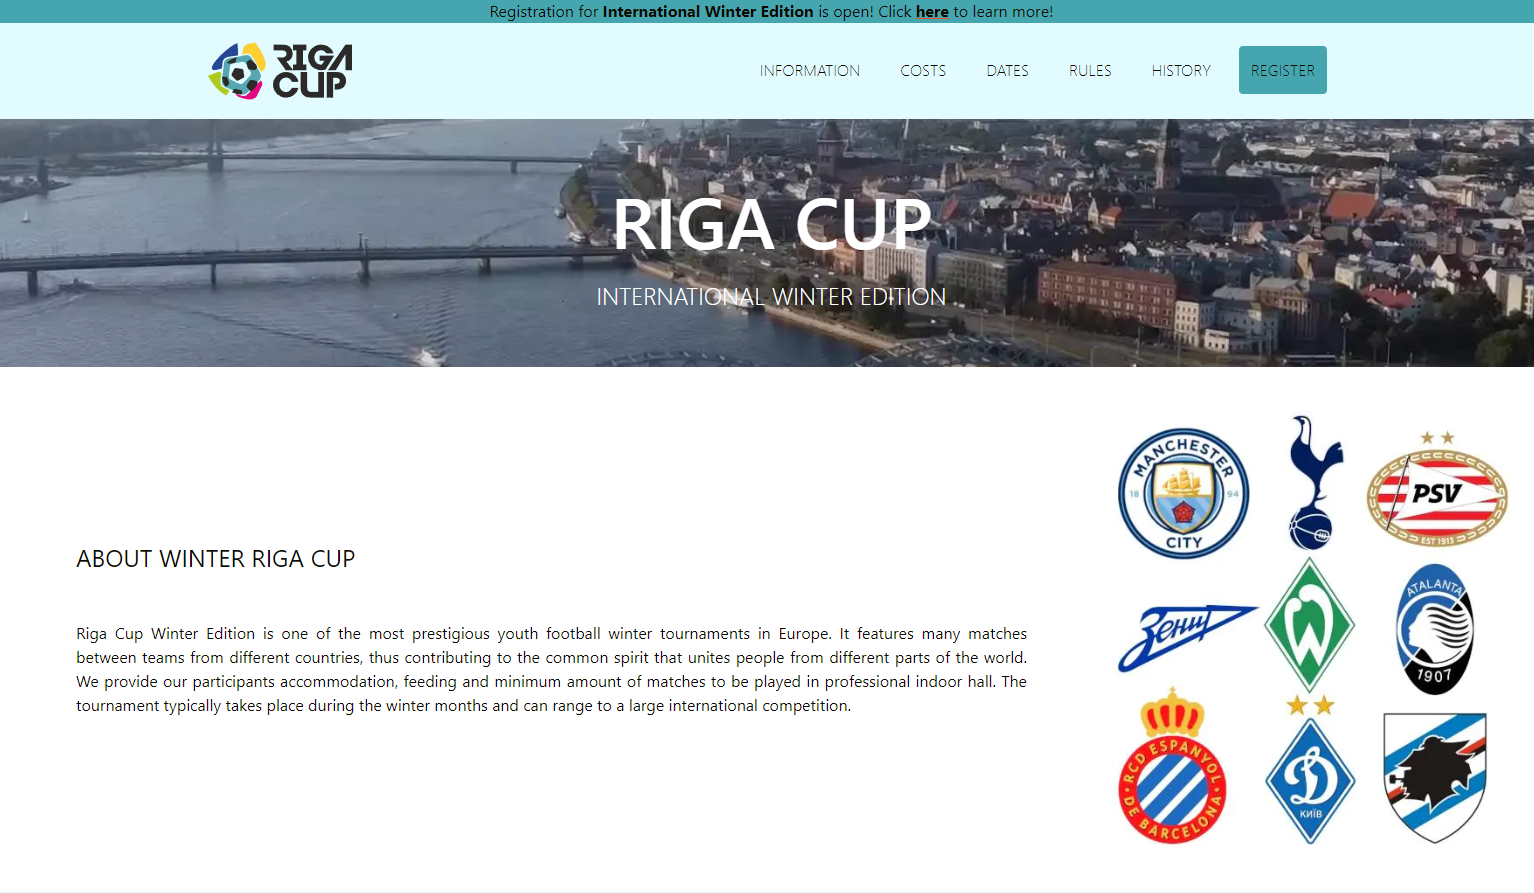 Registration for International Winter Edition is open! Click here to learn more!
RIGA
CUP
INFORMATION
COSTS
DATES
RULES
HISTORY
REGISTER
RIGA CUP
INTERNATIONAL WINTER EDITION
ABOUT WINTER RIGA CUP
Riga Cup Winter Edition is one of the most prestigious youth football winter tournaments in Europe. It features many matches
between teams from different countries, thus contributing to the common spirit that unites people from different parts of the world.
We provide our participants accommodation, feeding and minimum amount of matches to be played in professional indoor hall. The
tournament typically takes place during the winter months and can range to a large international competition.
MANCHESTER
18 94
CITY
PSV
EST 1913
Зенит
W
ATALANTA
1907
RCD ESPANYOL
DE BARCELONA
Д
КИЇВ